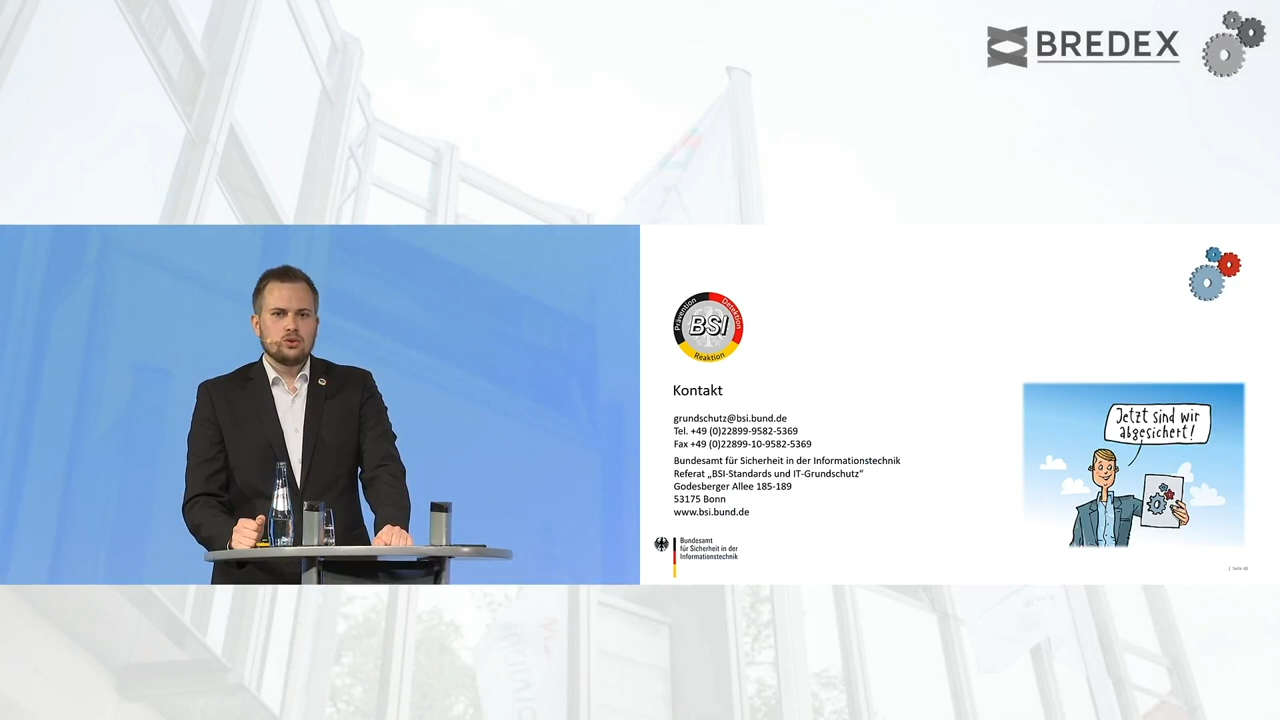 BREDEX
Prävention
Detektion
BSI
Reaktion
Kontakt
grundschutz@bsi.bund.de
Tel. +49 (0)22899-9582-5369
Fax +49 (0)22899-10-9582-5369
Bundesamt für Sicherheit in der Informationstechnik
Referat „BSI-Standards und IT-Grundschutz“
Godesberger Allee 185-189
53175 Bonn
www.bsi.bund.de
Jetzt sind wir
abgesichert!
Bundesamt
für Sicherheit in der
Informationstechnik
| Seite